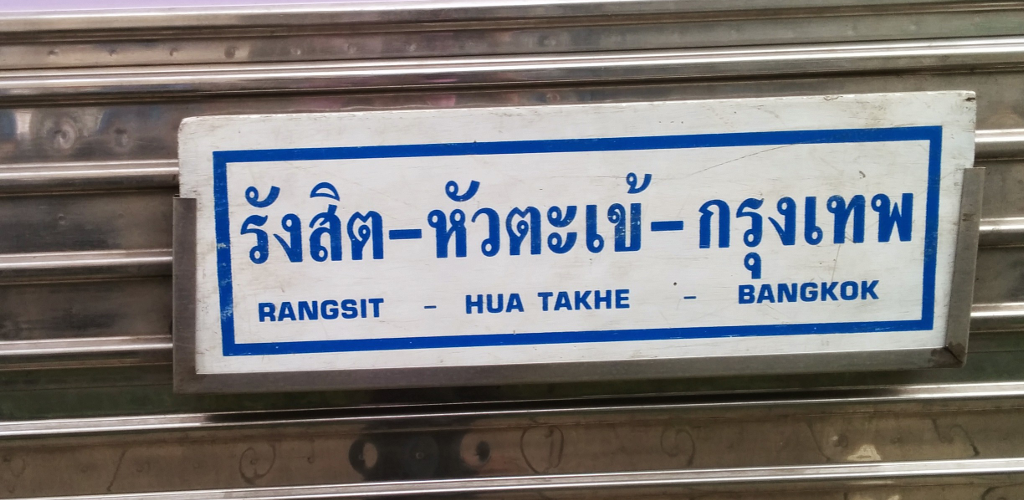 รังสิต-หัวตะเข้-กรุงเทพ
RANGSIT - HUA TAKHE - BANGKOK